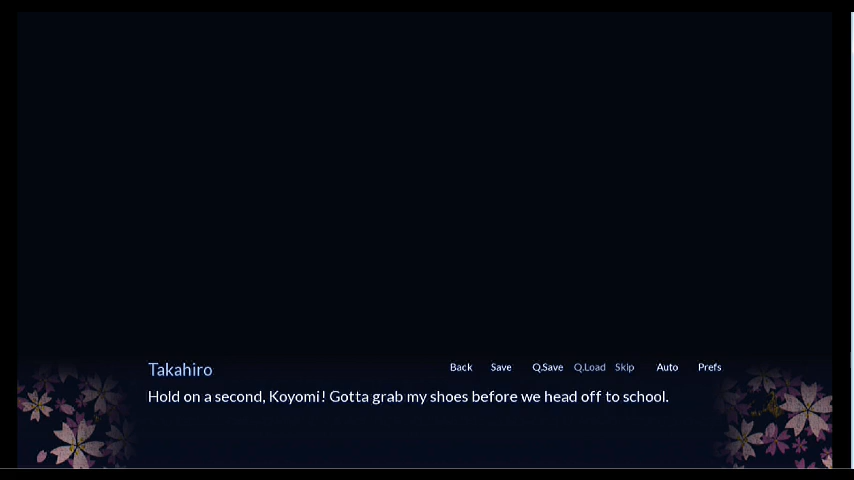 Takahiro
Back Save Q.Save Q.Load Skip Auto Prefs
Hold on a second, Koyomi! Gotta grab my shoes before we head off to school.